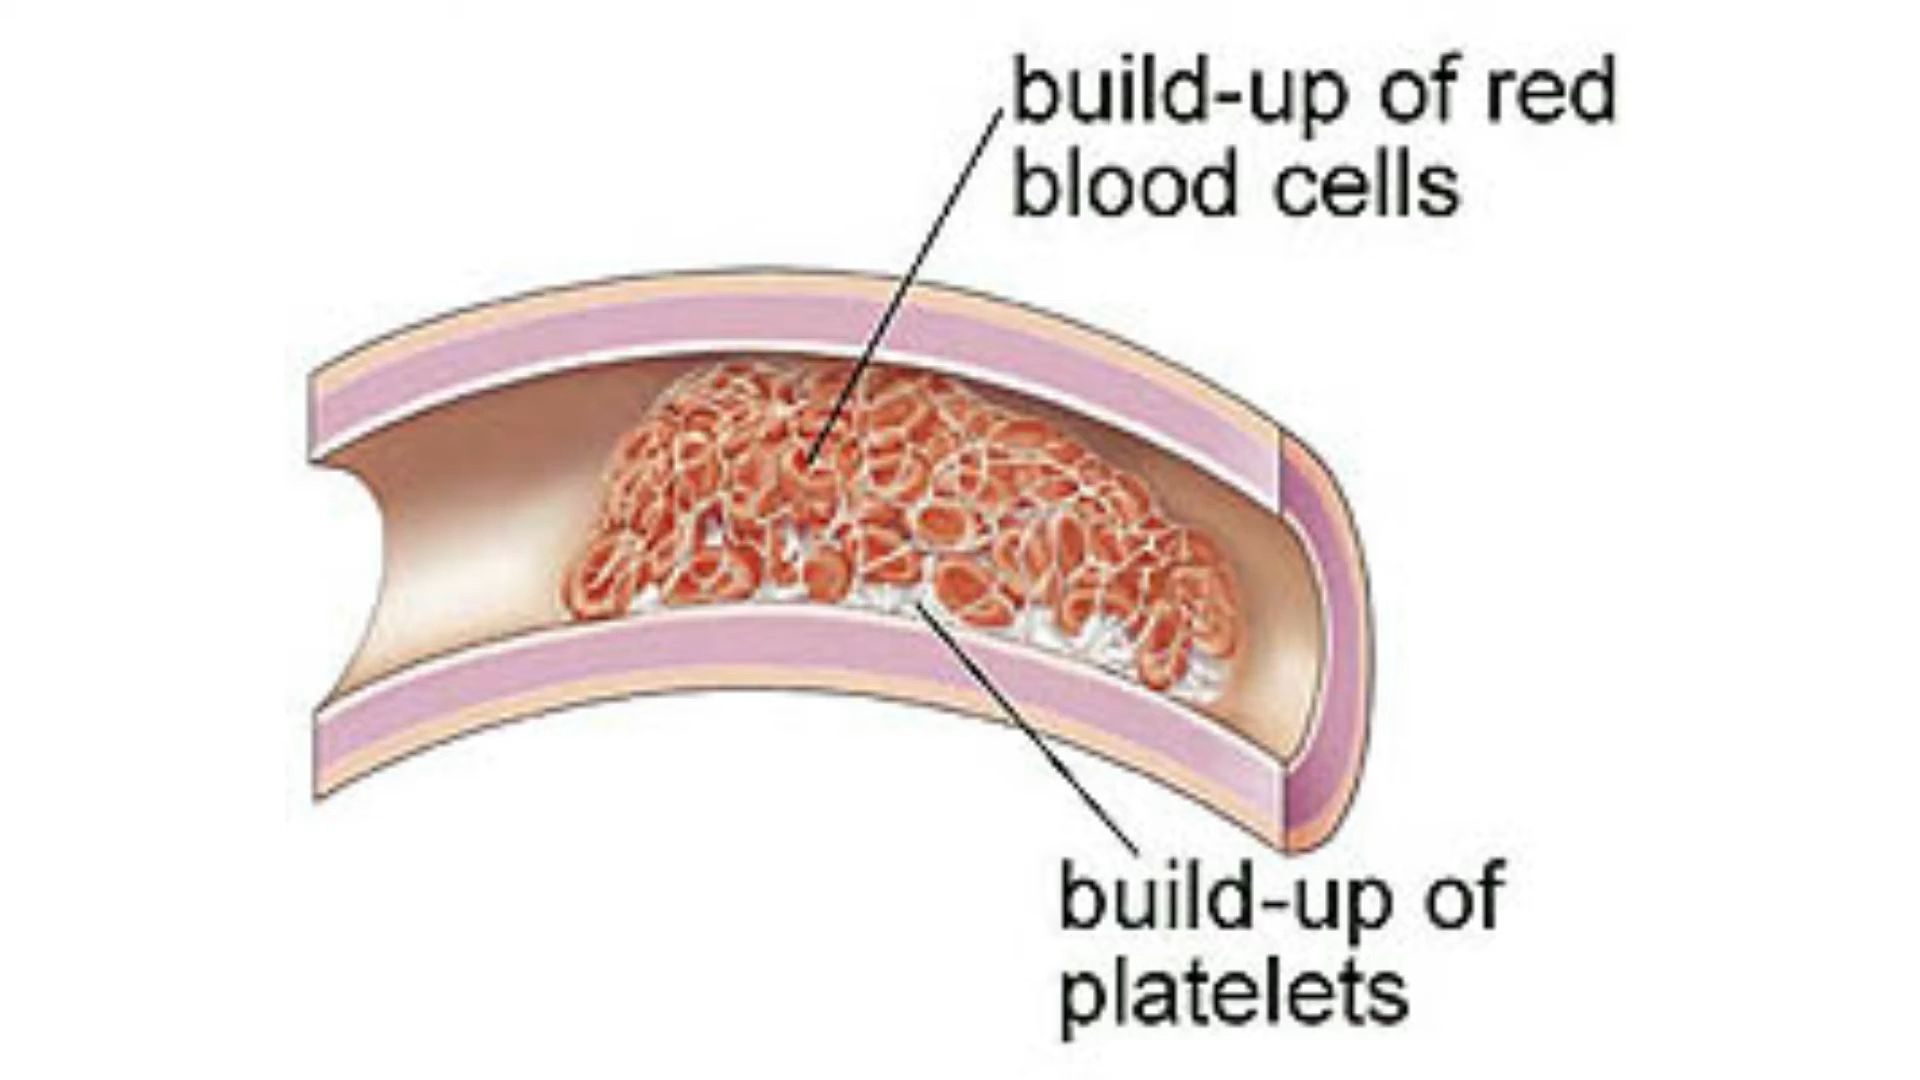 build-up of red
blood cells
build-up of
platelets